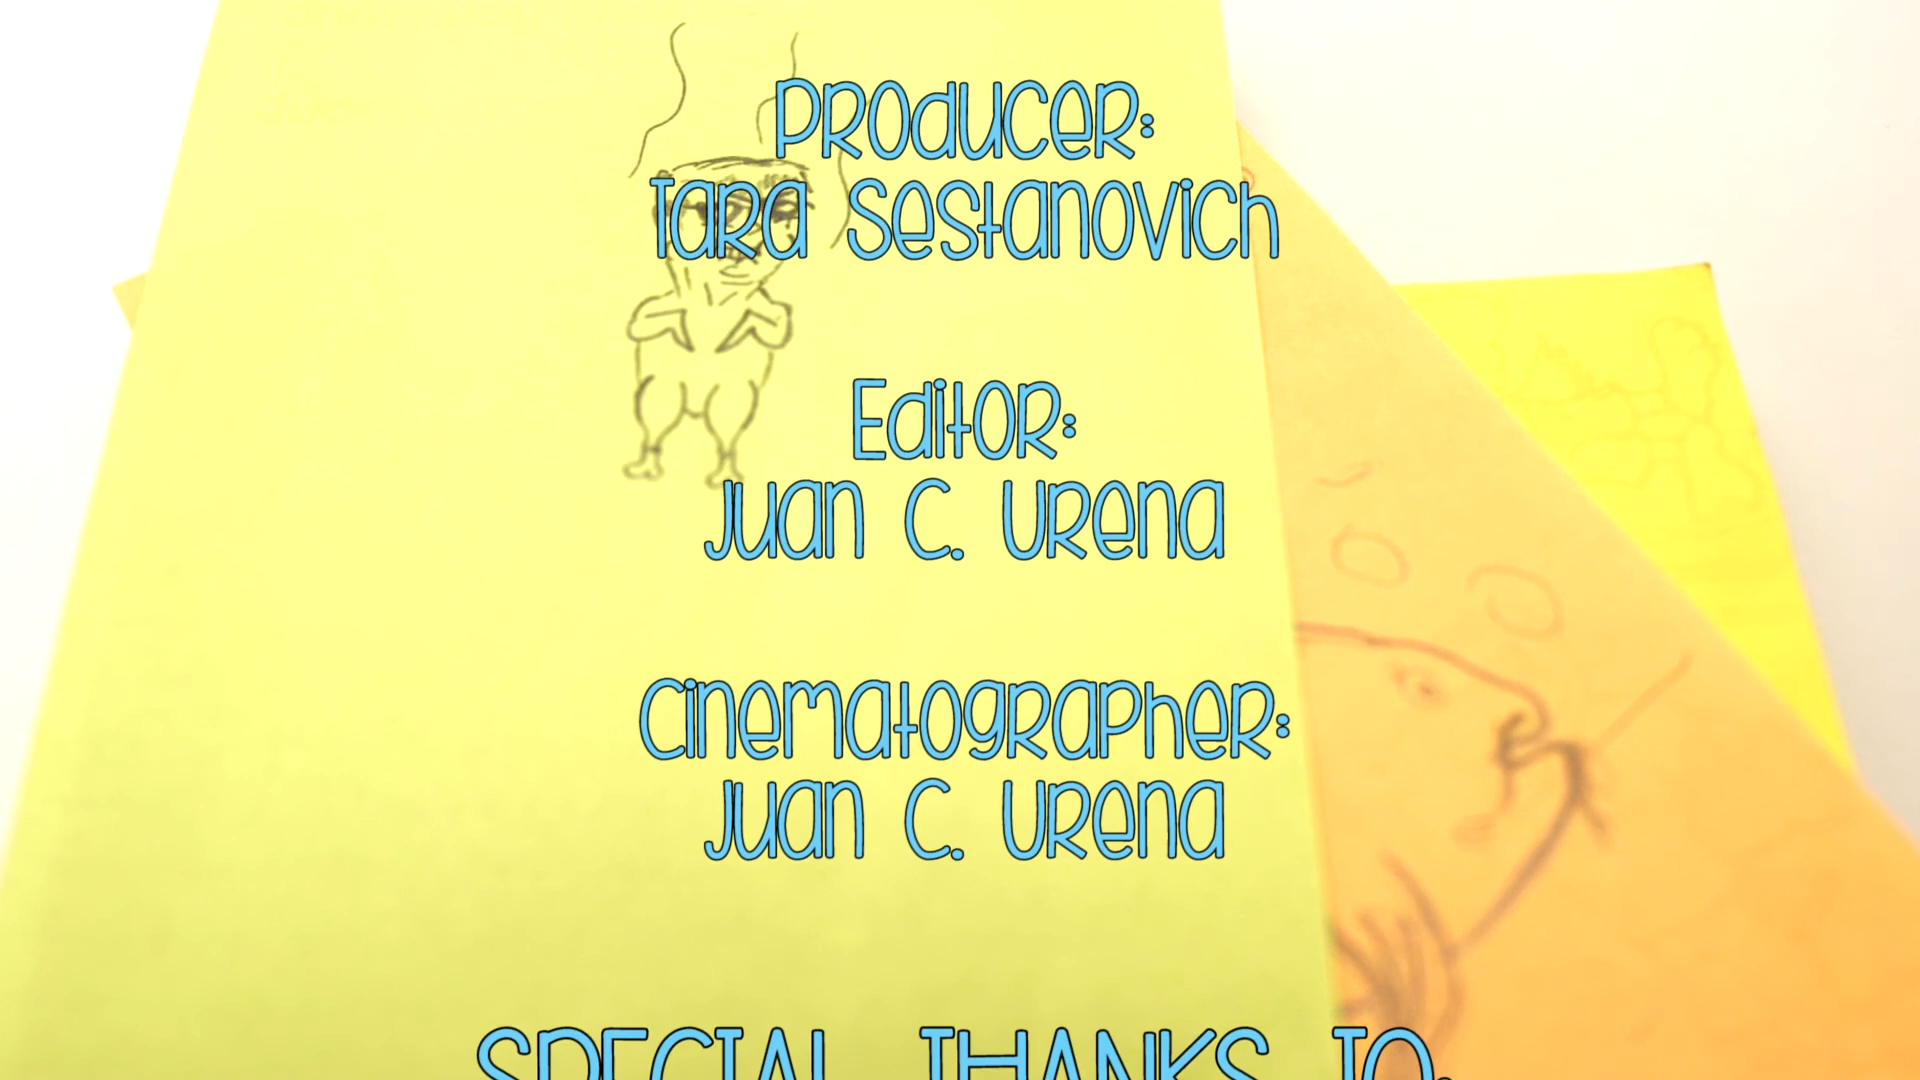 Producer:
Tara Sestanovich
Editor:
Juan C. Urena
Cinematographer:
Juan C. Urena
SPECIAL THANKS TO: